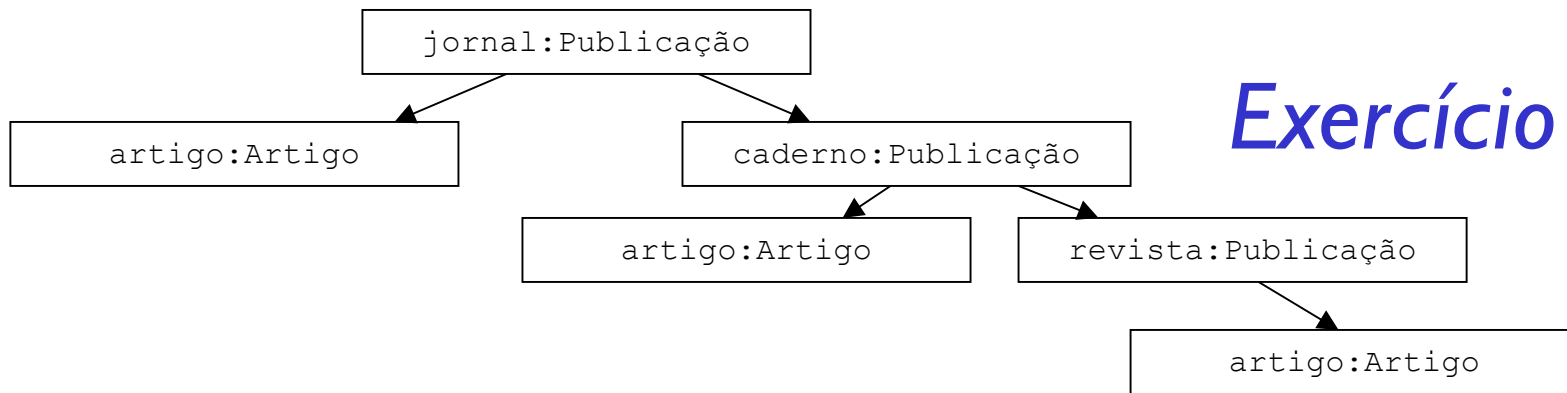 jornal:Publicação
Exercício
artigo:Artigo
caderno:Publicação
artigo:Artigo
revista:Publicação
artigo:Artigo